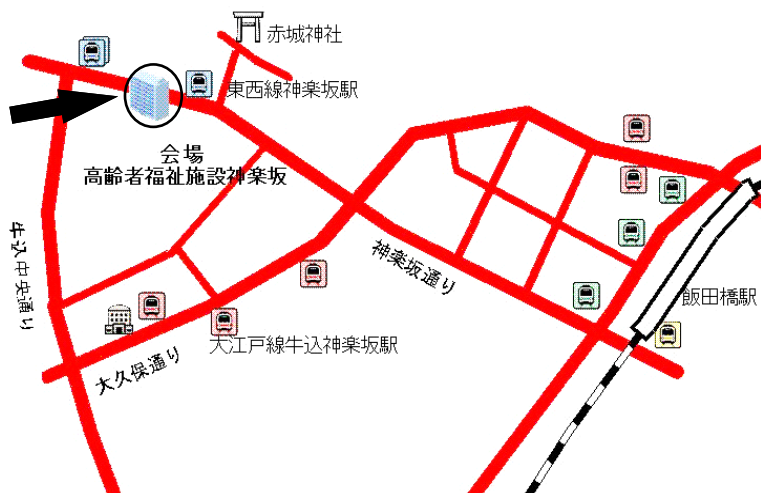 赤城神社
東西線神楽坂駅
会場
高齢者福祉施設神楽坂
牛込中央通り
神楽坂通り
飯田橋駅
大江戸線牛込神楽坂駅
大久保通り